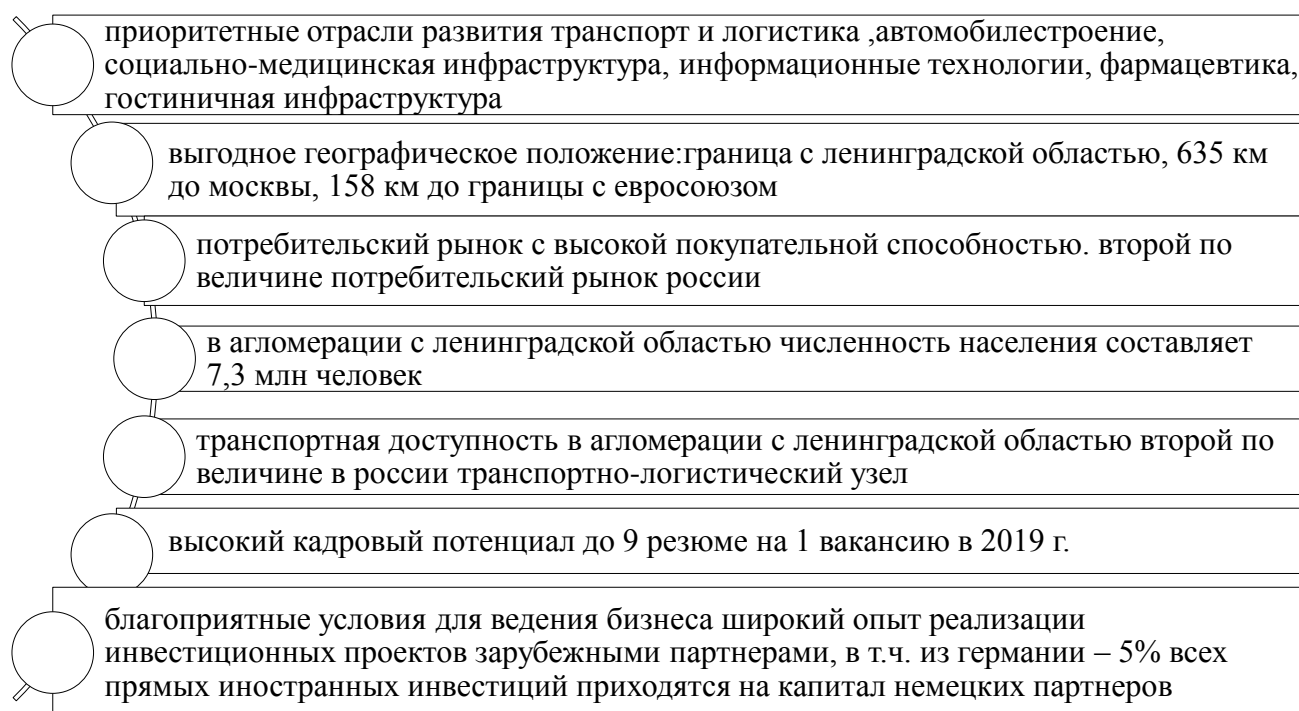 приоритетные отрасли развития транспорт и логистика ,автомобилестроение,
социально-медицинская инфраструктура, информационные технологии, фармацевтика,
гостиничная инфраструктура
выгодное географическое положение:граница с ленинградской областью, 635 км
до москвы, 158 км до границы с евросоюзом
потребительский рынок с высокой покупательной способностью. второй по
величине потребительский рынок россии
в агломерации с ленинградской областью численность населения составляет
7,3 млн человек
транспортная доступность в агломерации с ленинградской областью второй по
величине в россии транспортно-логистический узел
высокий кадровый потенциал до 9 резюме на 1 вакансию в 2019 г.
благоприятные условия для ведения бизнеса широкий опыт реализации
инвестиционных проектов зарубежными партнерами, в т.ч. из германии – 5% всех
прямых иностранных инвестиций приходятся на капитал немецких партнеров